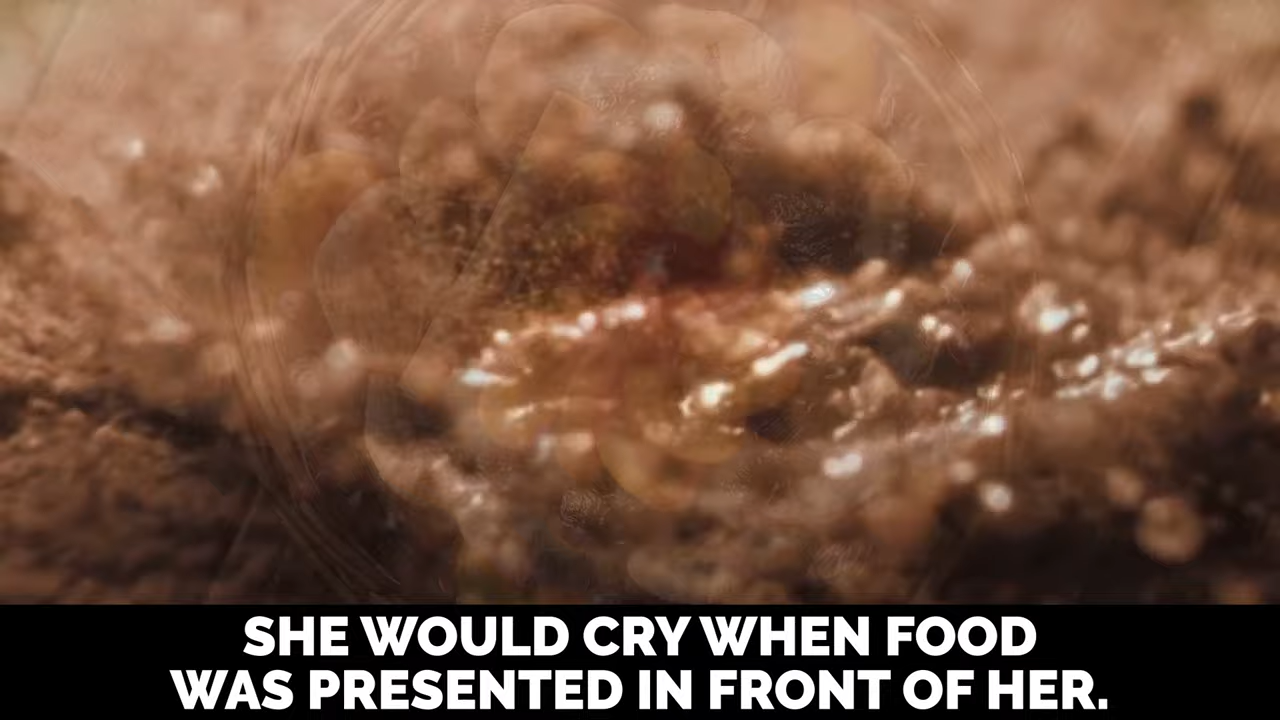 SHE WOULD CRY WHEN FOOD
WAS PRESENTED IN FRONT OF HER.